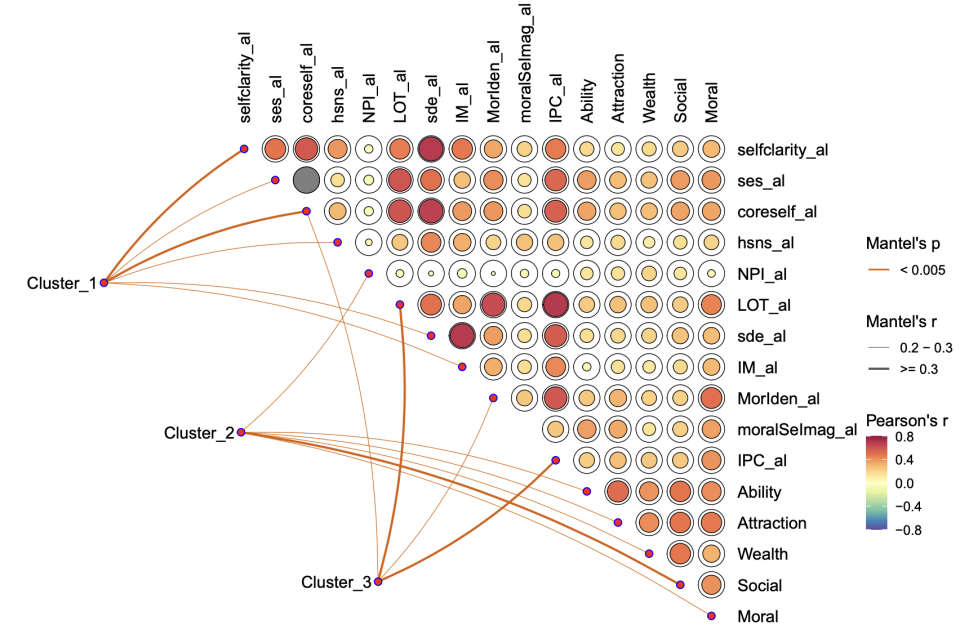 selfclarity_al
ses_al
coreself_al
hsns_al
NPI_al
LOT_al
sde_al
IM_al
MorIden_al
moralSeImag_al
IPC_al
Ability
Attraction
Wealth
Social
Moral
selfclarity_al
ses_al
coreself_al
hsns_al
NPI_al
LOT_al
sde_al
IM_al
MorIden_al
moralSeImag_al
IPC_al
Ability
Attraction
Wealth
Social
Moral
Cluster_1
Cluster_2
Cluster_3
Mantel's p
< 0.005
Mantel's r
0.2 − 0.3
>= 0.3
Pearson's r
0.8
0.4
0.0
−0.4
−0.8